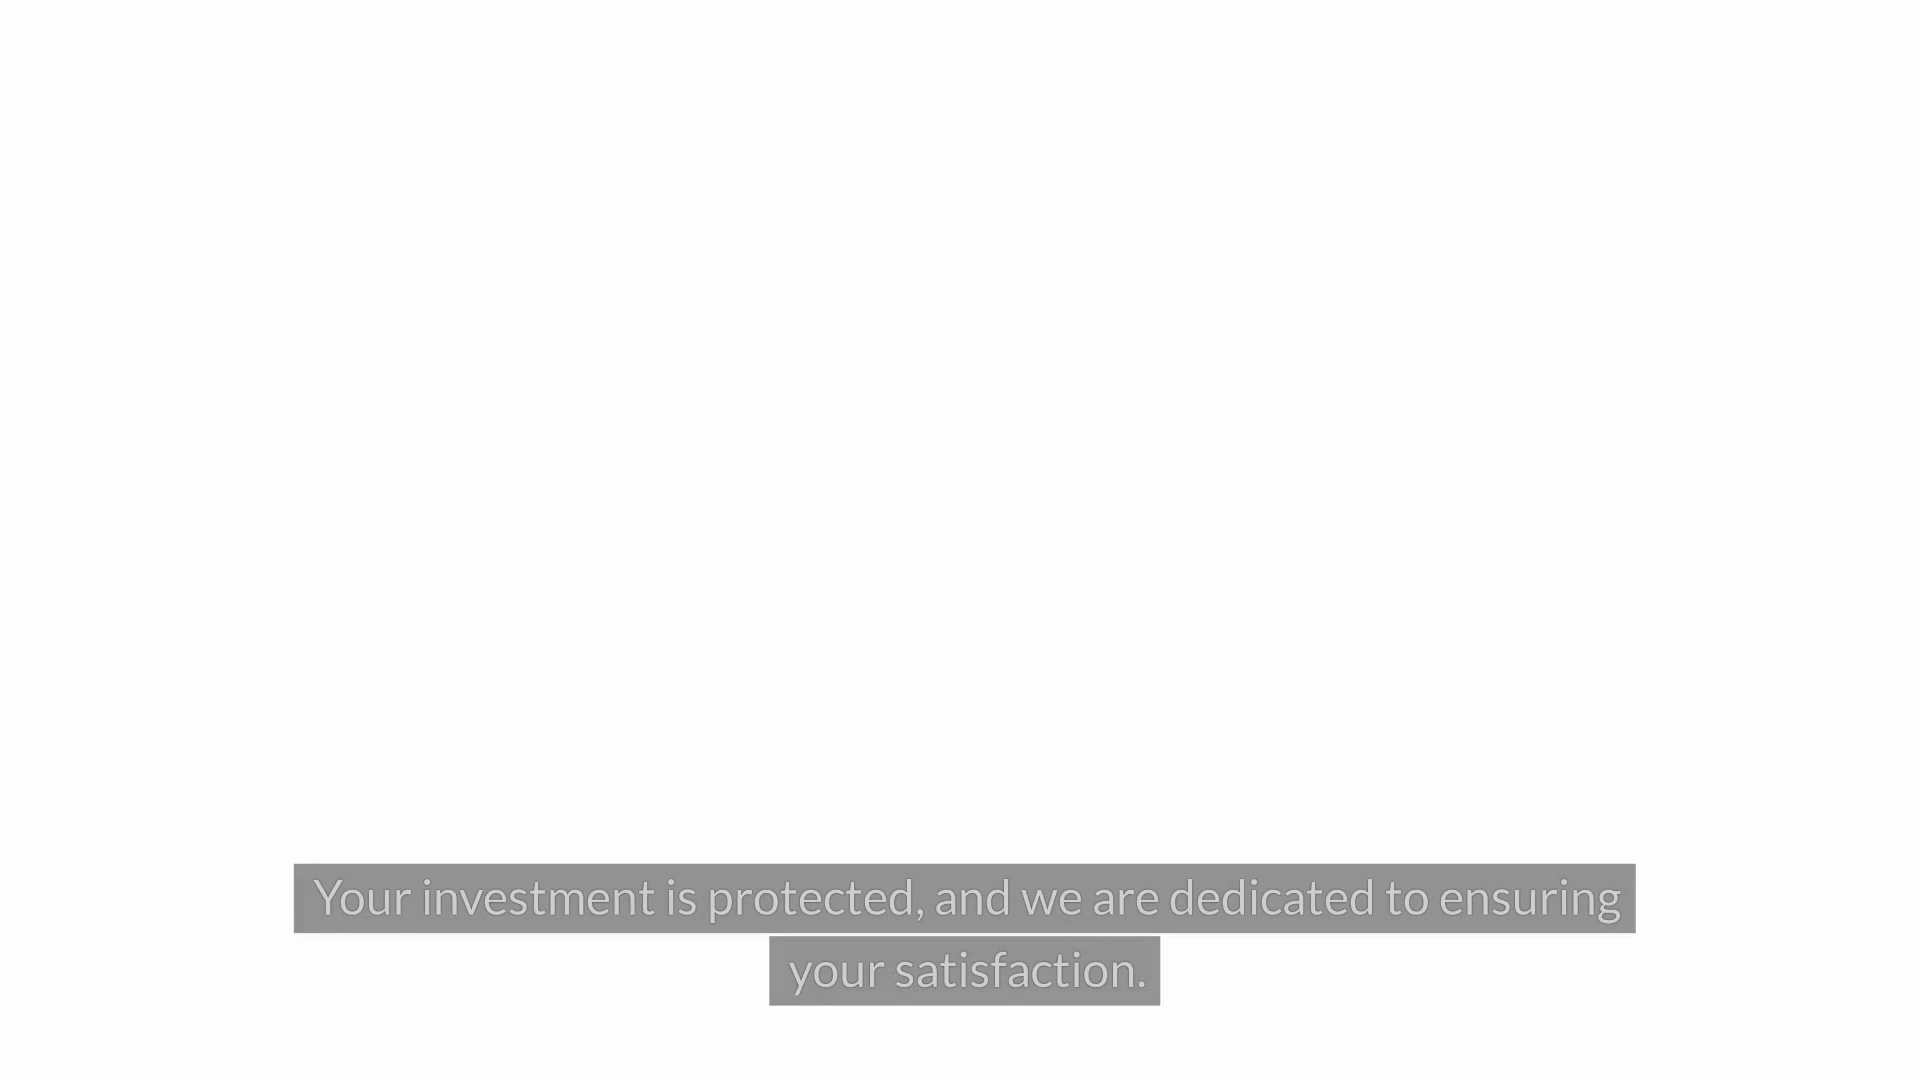 Your investment is protected, and we are dedicated to ensuring
your satisfaction.